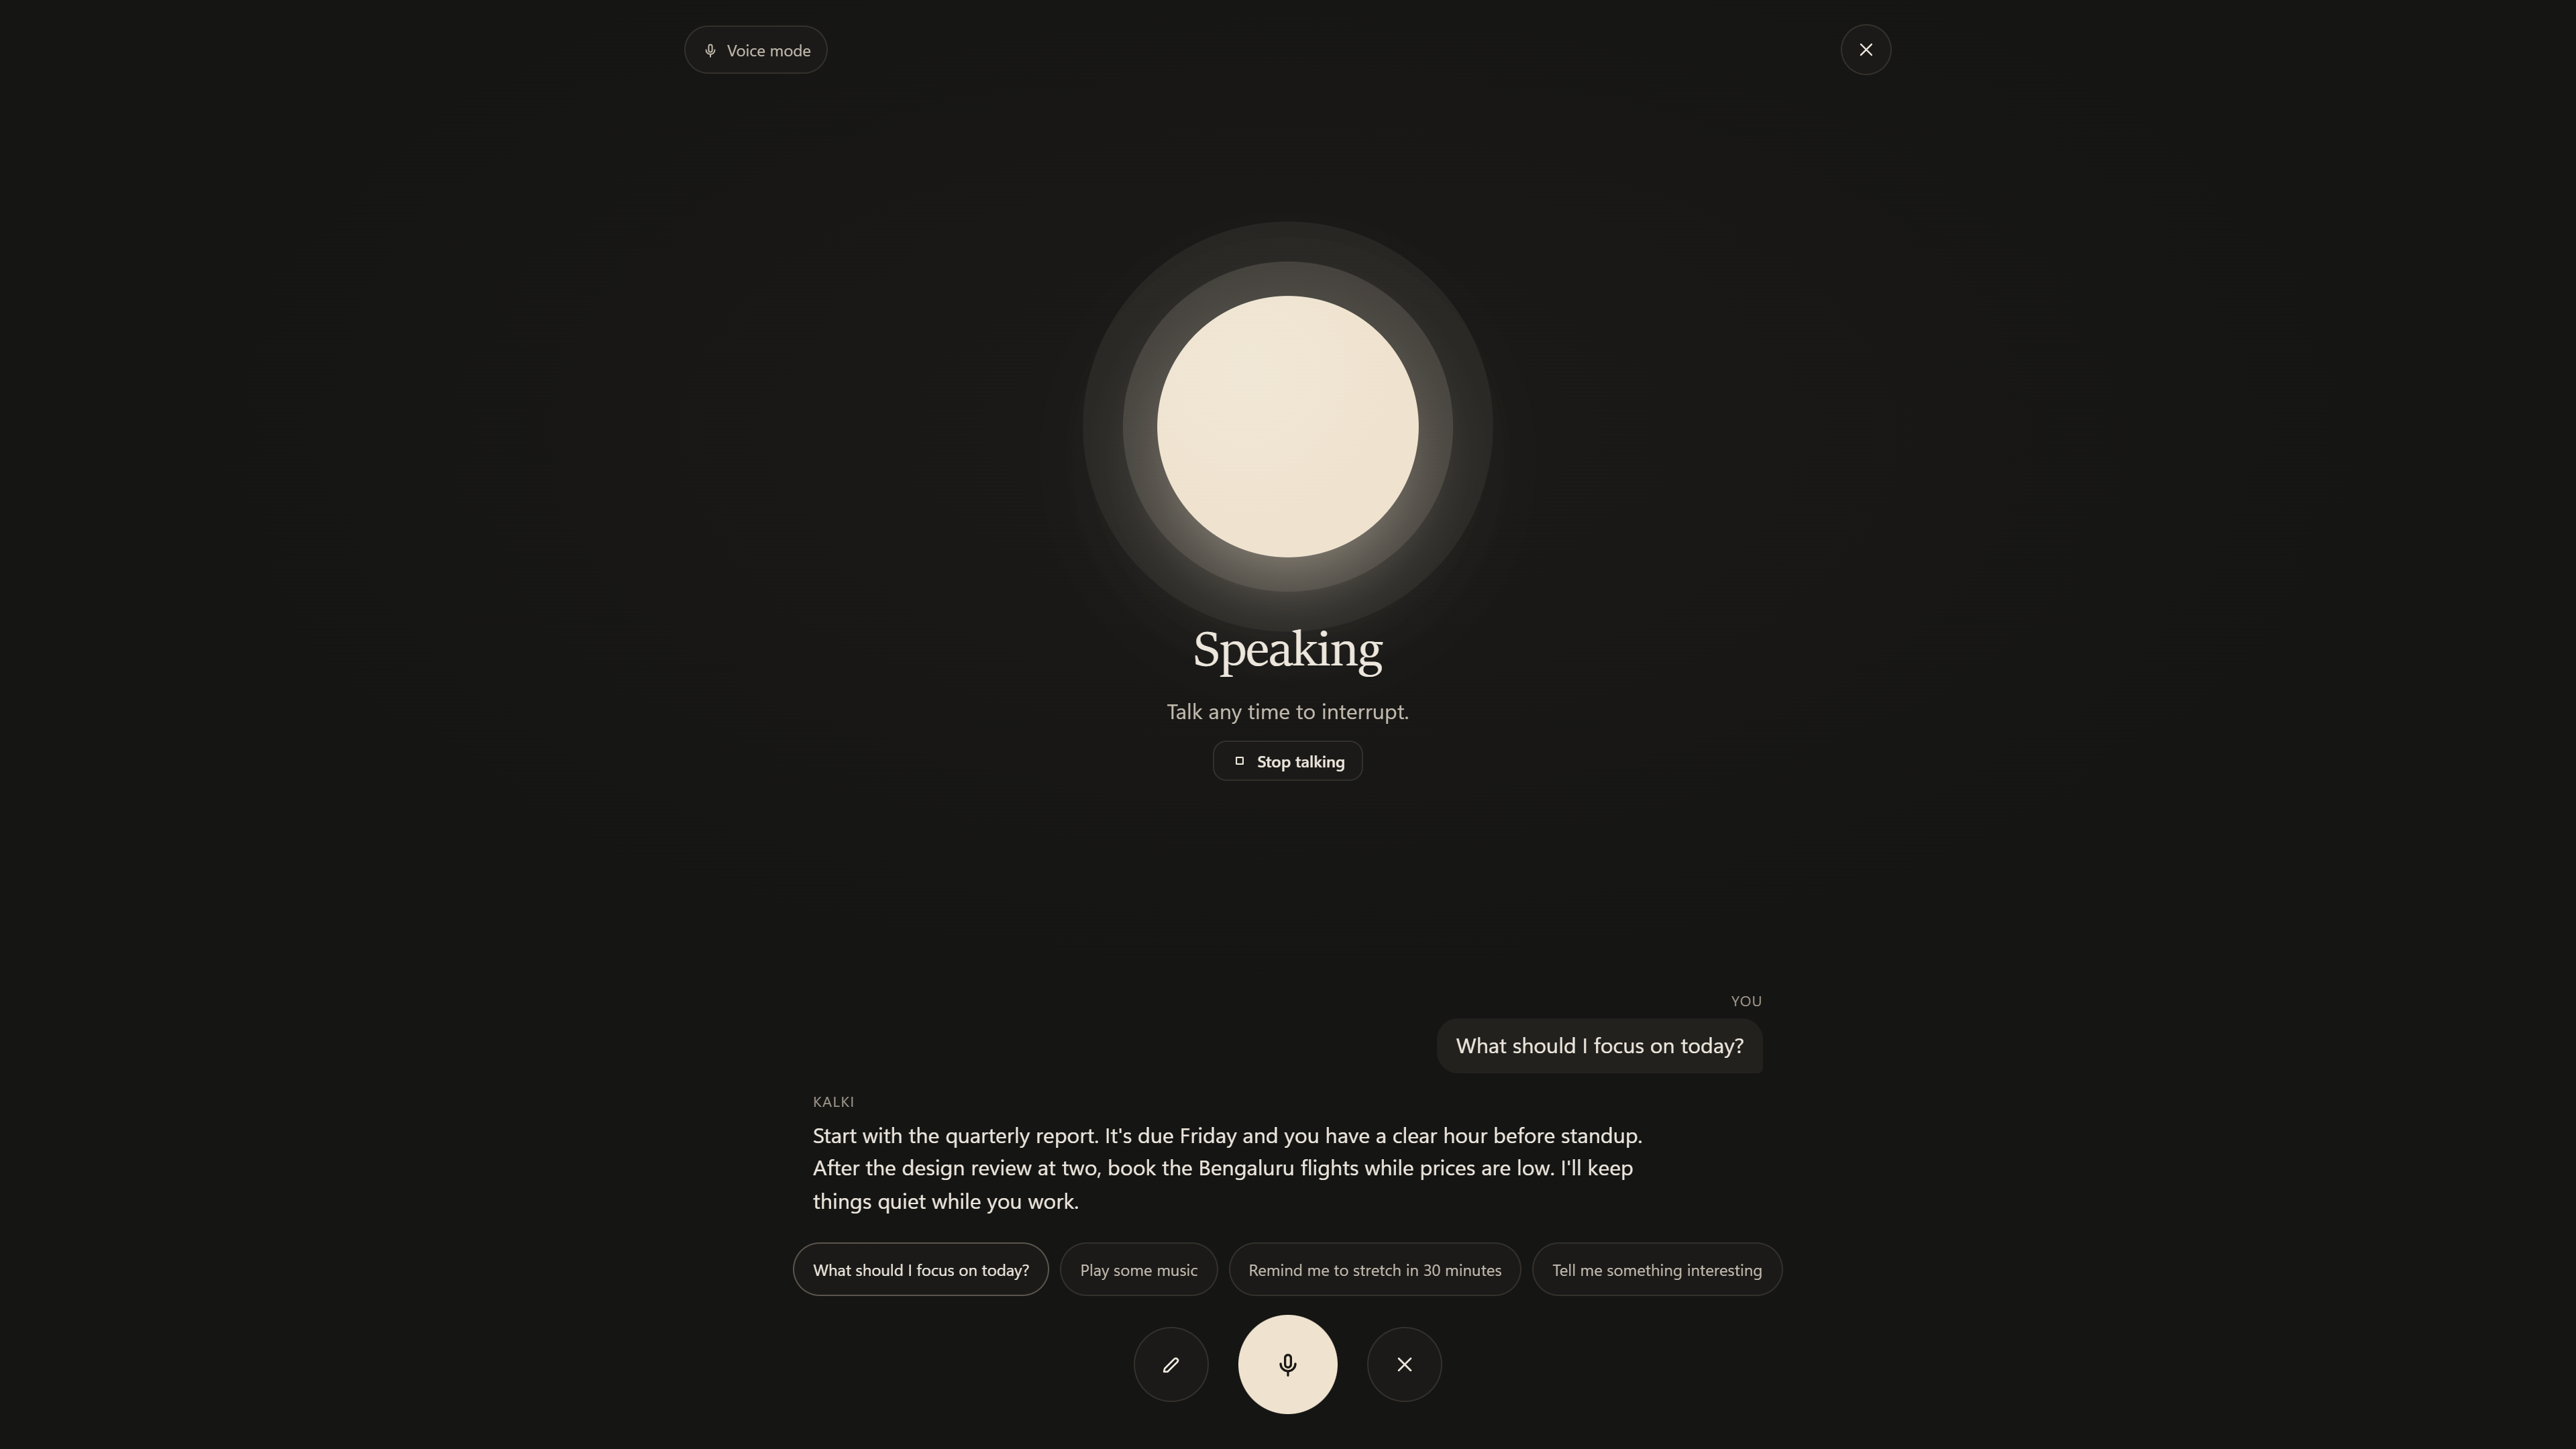 Voice mode
Speaking
Talk any time to interrupt.
Stop talking
YOU
What should I focus on today?
KALKI
Start with the quarterly report. It's due Friday and you have a clear hour before standup.
After the design review at two, book the Bengaluru flights while prices are low. I'll keep
things quiet while you work.
What should I focus on today?
Play some music
Remind me to stretch in 30 minutes
Tell me something interesting